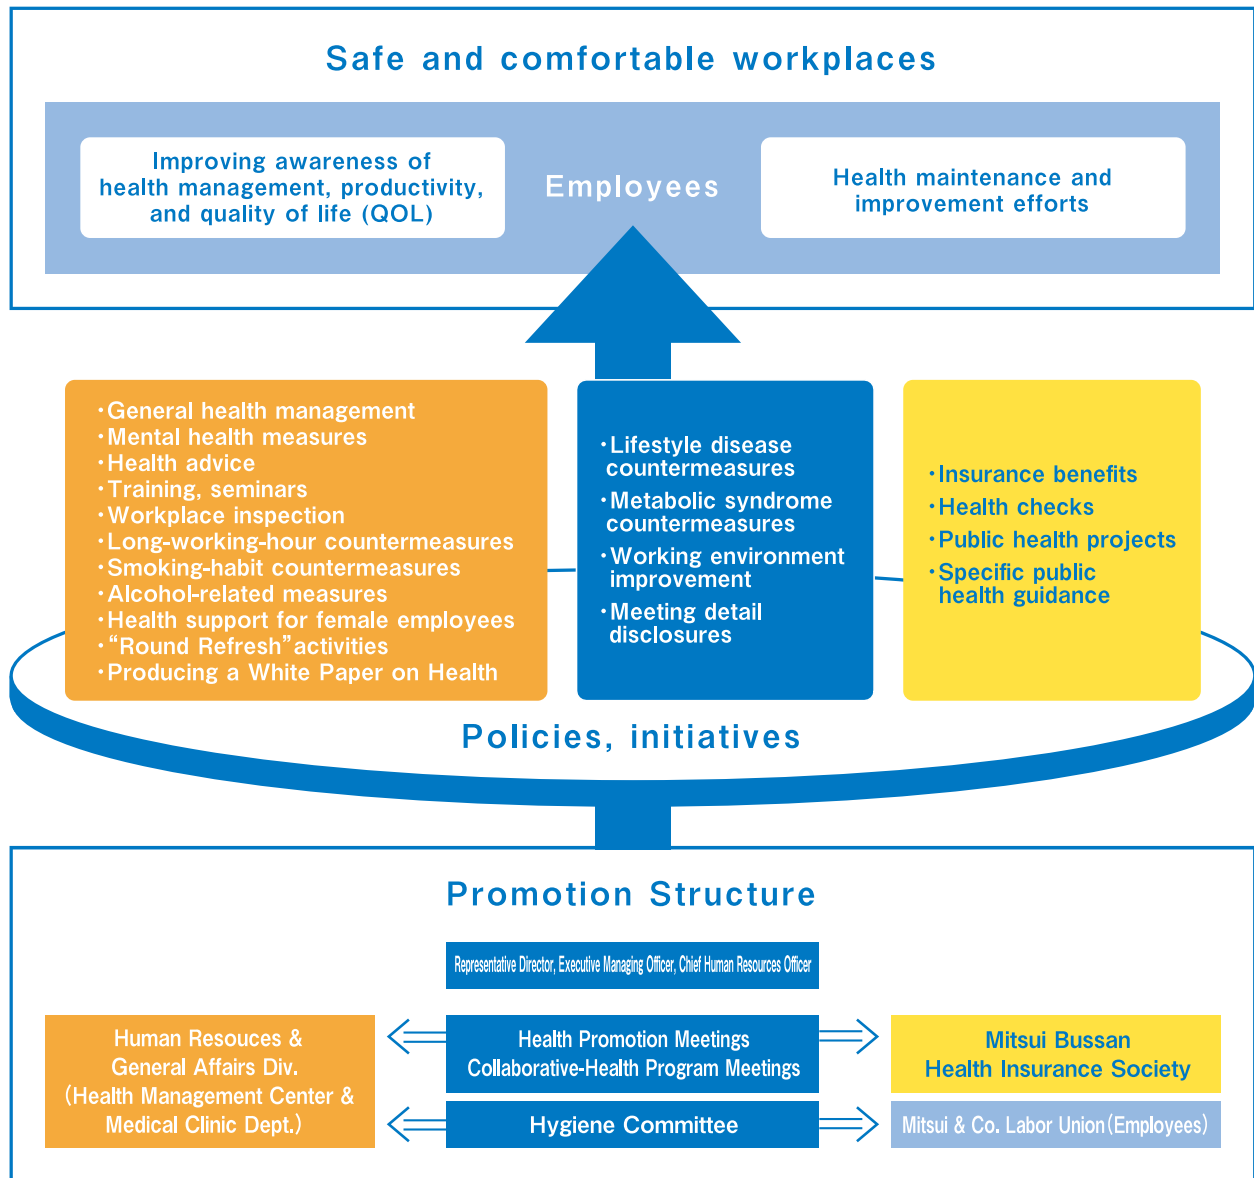 Safe and comfortable workplaces
Improving awareness of
health management, productivity,
and quality of life (QOL)
Employees
Health maintenance and
improvement efforts
・General health management
・Mental health measures
・Health advice
・Training, seminars
・Workplace inspection
・Long-working-hour countermeasures
・Smoking-habit countermeasures
・Alcohol-related measures
・Health support for female employees
・“Round Refresh” activities
・Producing a White Paper on Health
・Lifestyle disease
countermeasures
・Metabolic syndrome
countermeasures
・Working environment
improvement
・Meeting detail
disclosures
・Insurance benefits
・Health checks
・Public health projects
・Specific public
health guidance
Policies, initiatives
Promotion Structure
Representative Director, Executive Managing Officer, Chief Human Resources Officer
Human Resouces &
General Affairs Div.
(Health Management Center &
Medical Clinic Dept.)
Health Promotion Meetings
Collaborative-Health Program Meetings
Hygiene Committee
Mitsui Bussan
Health Insurance Society
Mitsui & Co. Labor Union (Employees)